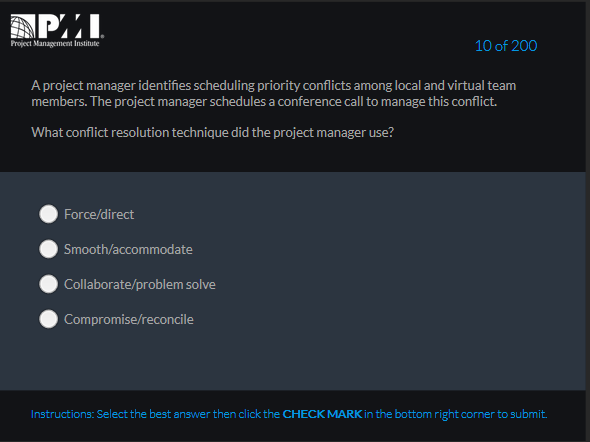 PMI
Project Management Institute
10 of 200
A project manager identifies scheduling priority conflicts among local and virtual team
members. The project manager schedules a conference call to manage this conflict.
What conflict resolution technique did the project manager use?
Force/direct
Smooth/accommodate
Collaborate/problem solve
Compromise/reconcile
Instructions: Select the best answer then click the CHECK MARK in the bottom right corner to submit.